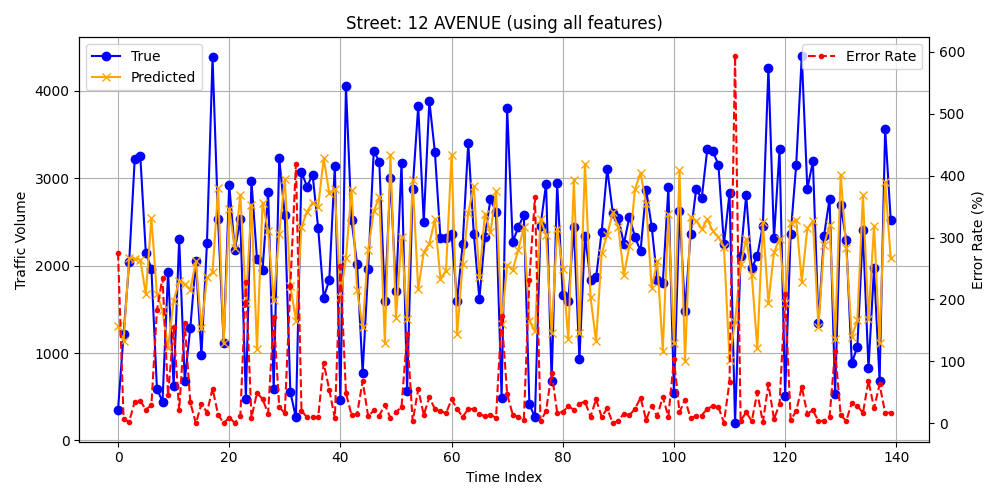 Street: 12 AVENUE (using all features)
True
Predicted
Error Rate
Traffic Volume
0
1000
2000
3000
4000
0
100
200
300
400
500
600
Error Rate (%)
0 20 40 60 80 100 120 140
Time Index